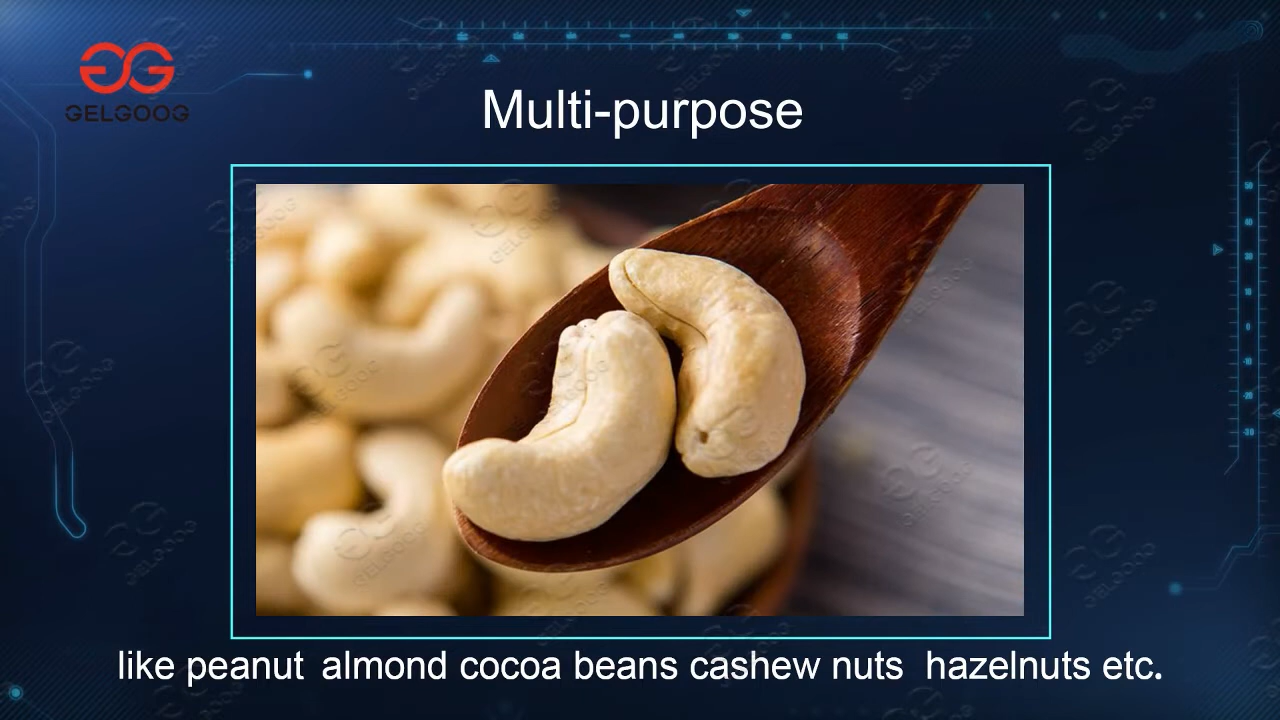 GELGOOG
Multi-purpose
like peanut almond cocoa beans cashew nuts hazelnuts etc.